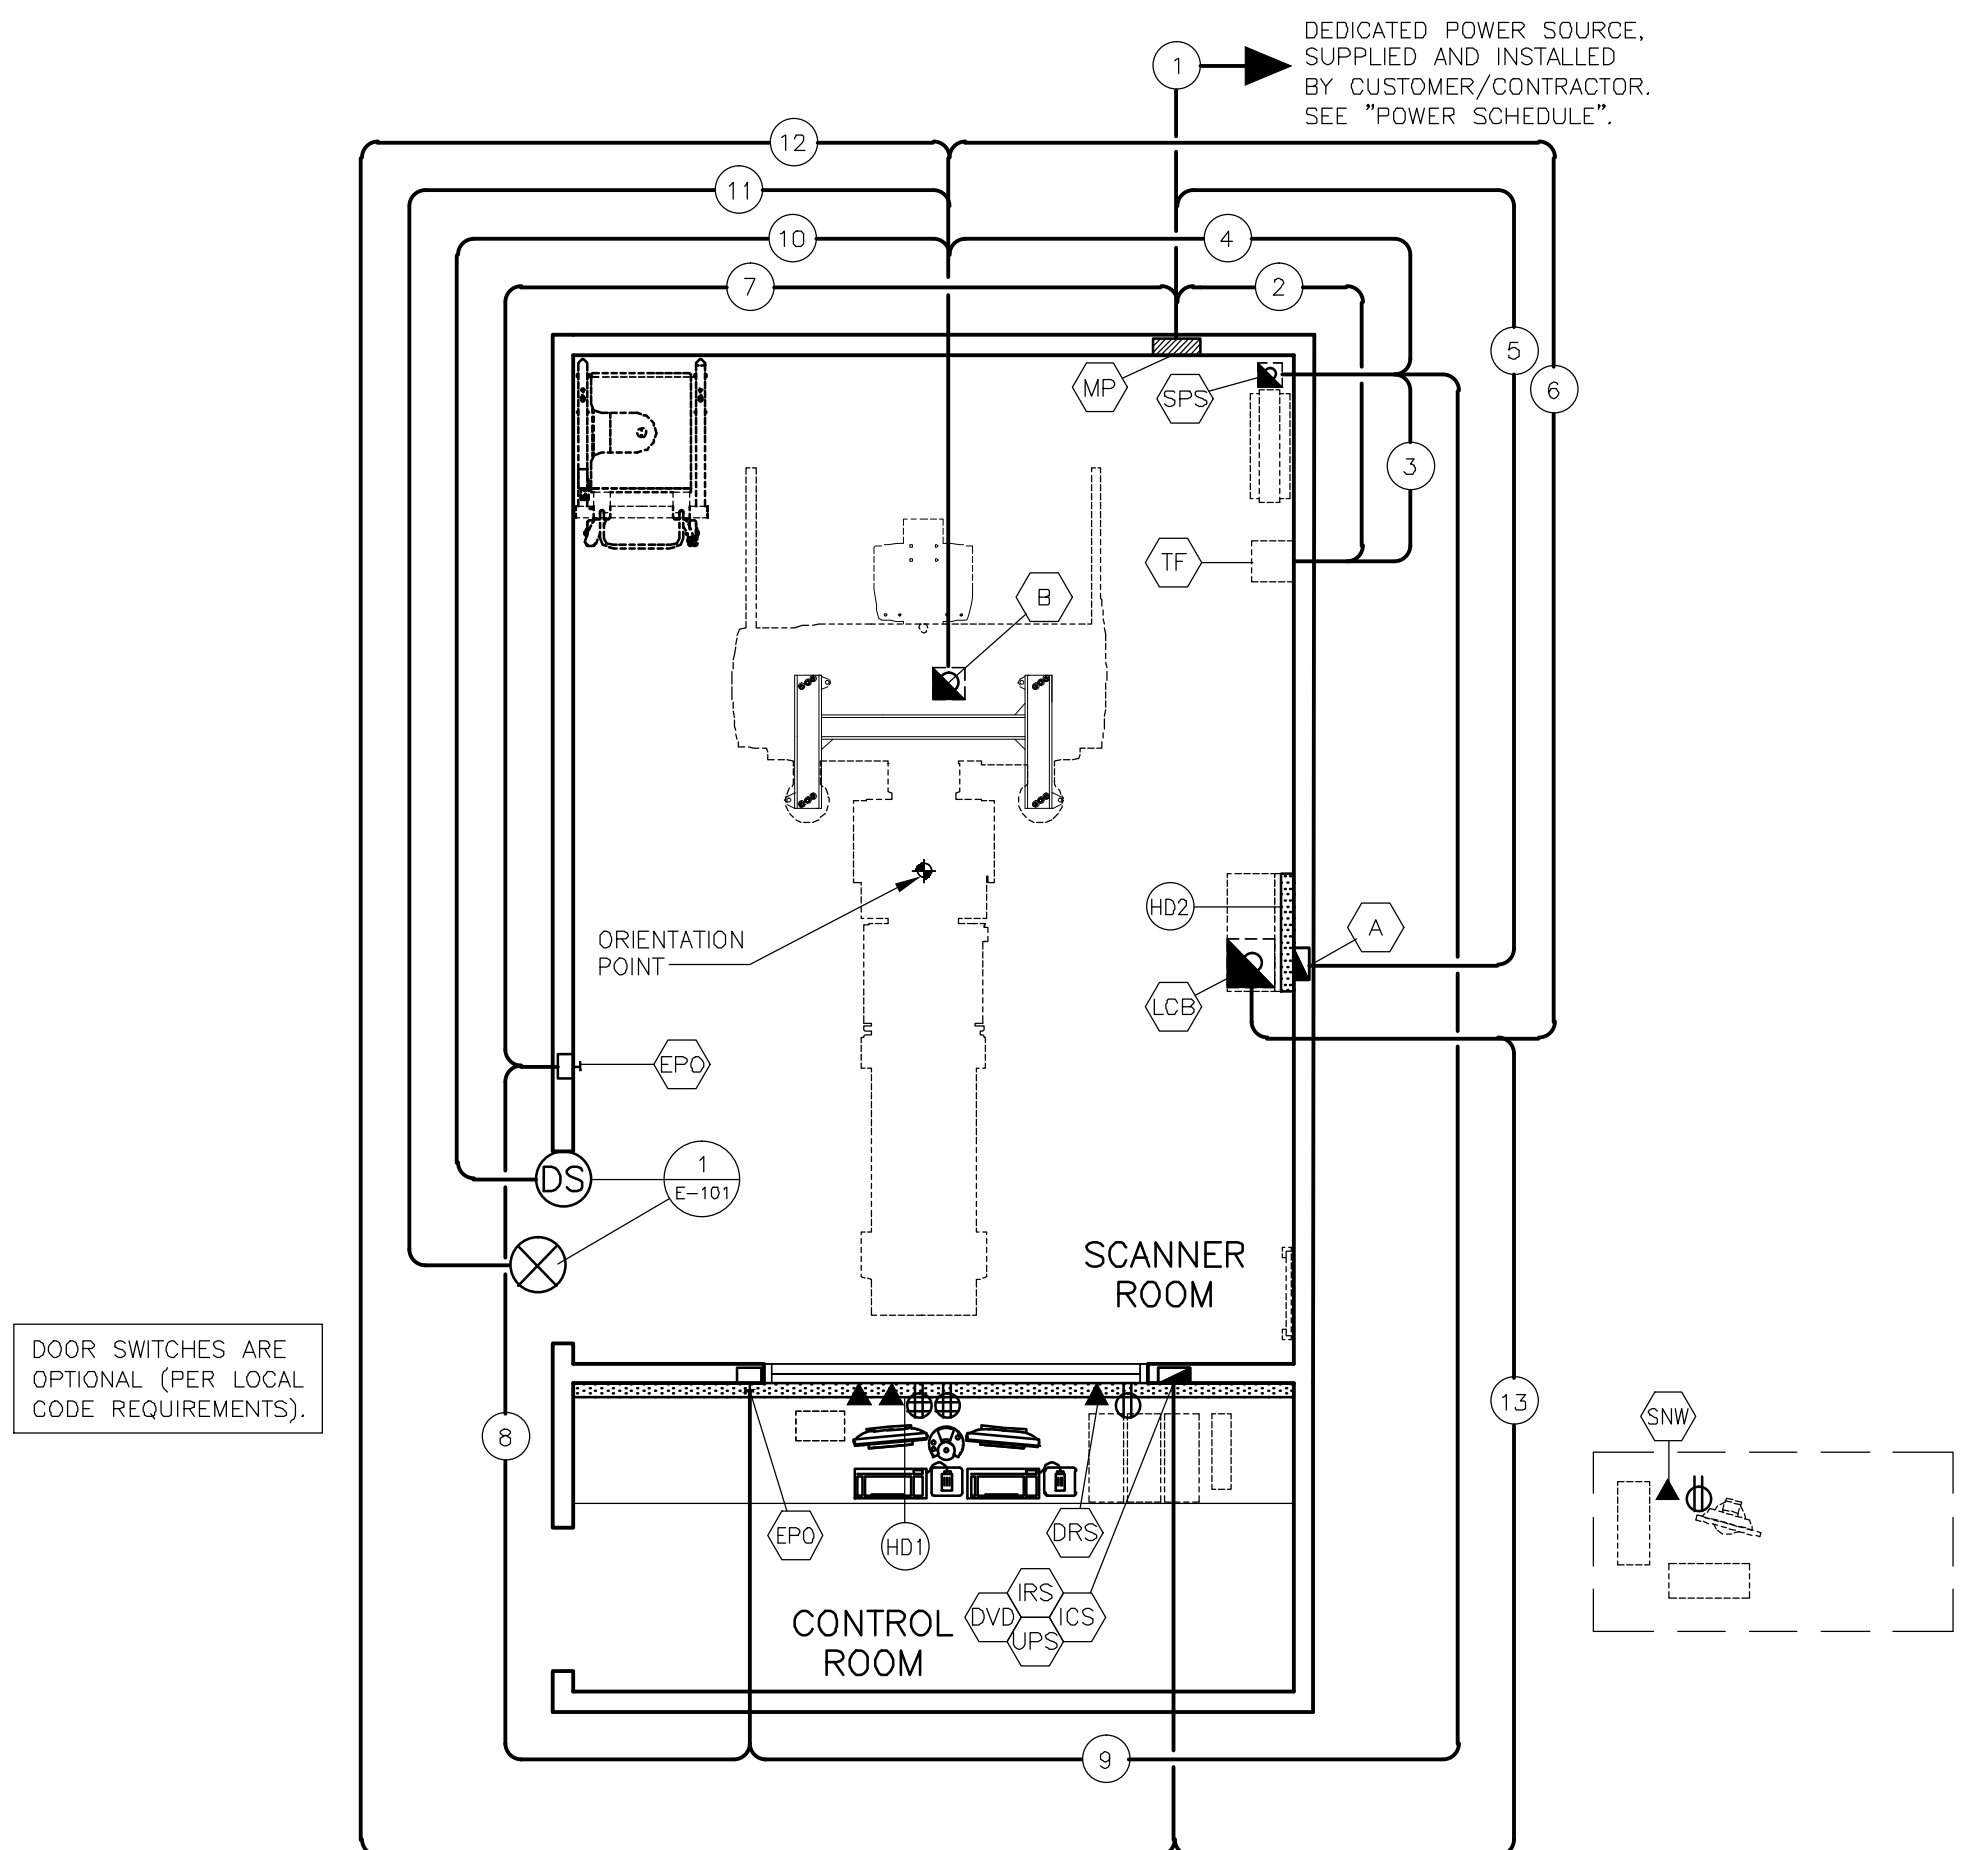 DEDICATED POWER SOURCE,
SUPPLIED AND INSTALLED
BY CUSTOMER/CONTRACTOR.
SEE "POWER SCHEDULE".
1
12
11
10
4
7
2
5
6
MP
SPS
3
TF
B
HD2
A
ORIENTATION
POINT
LCB
EPO
1
DS
E-101
SCANNER
ROOM
DOOR SWITCHES ARE
OPTIONAL (PER LOCAL
CODE REQUIREMENTS).
13
SNW
8
EPO
HD1
DRS
IRS
DVD
ICS
UPS
CONTROL
ROOM
9